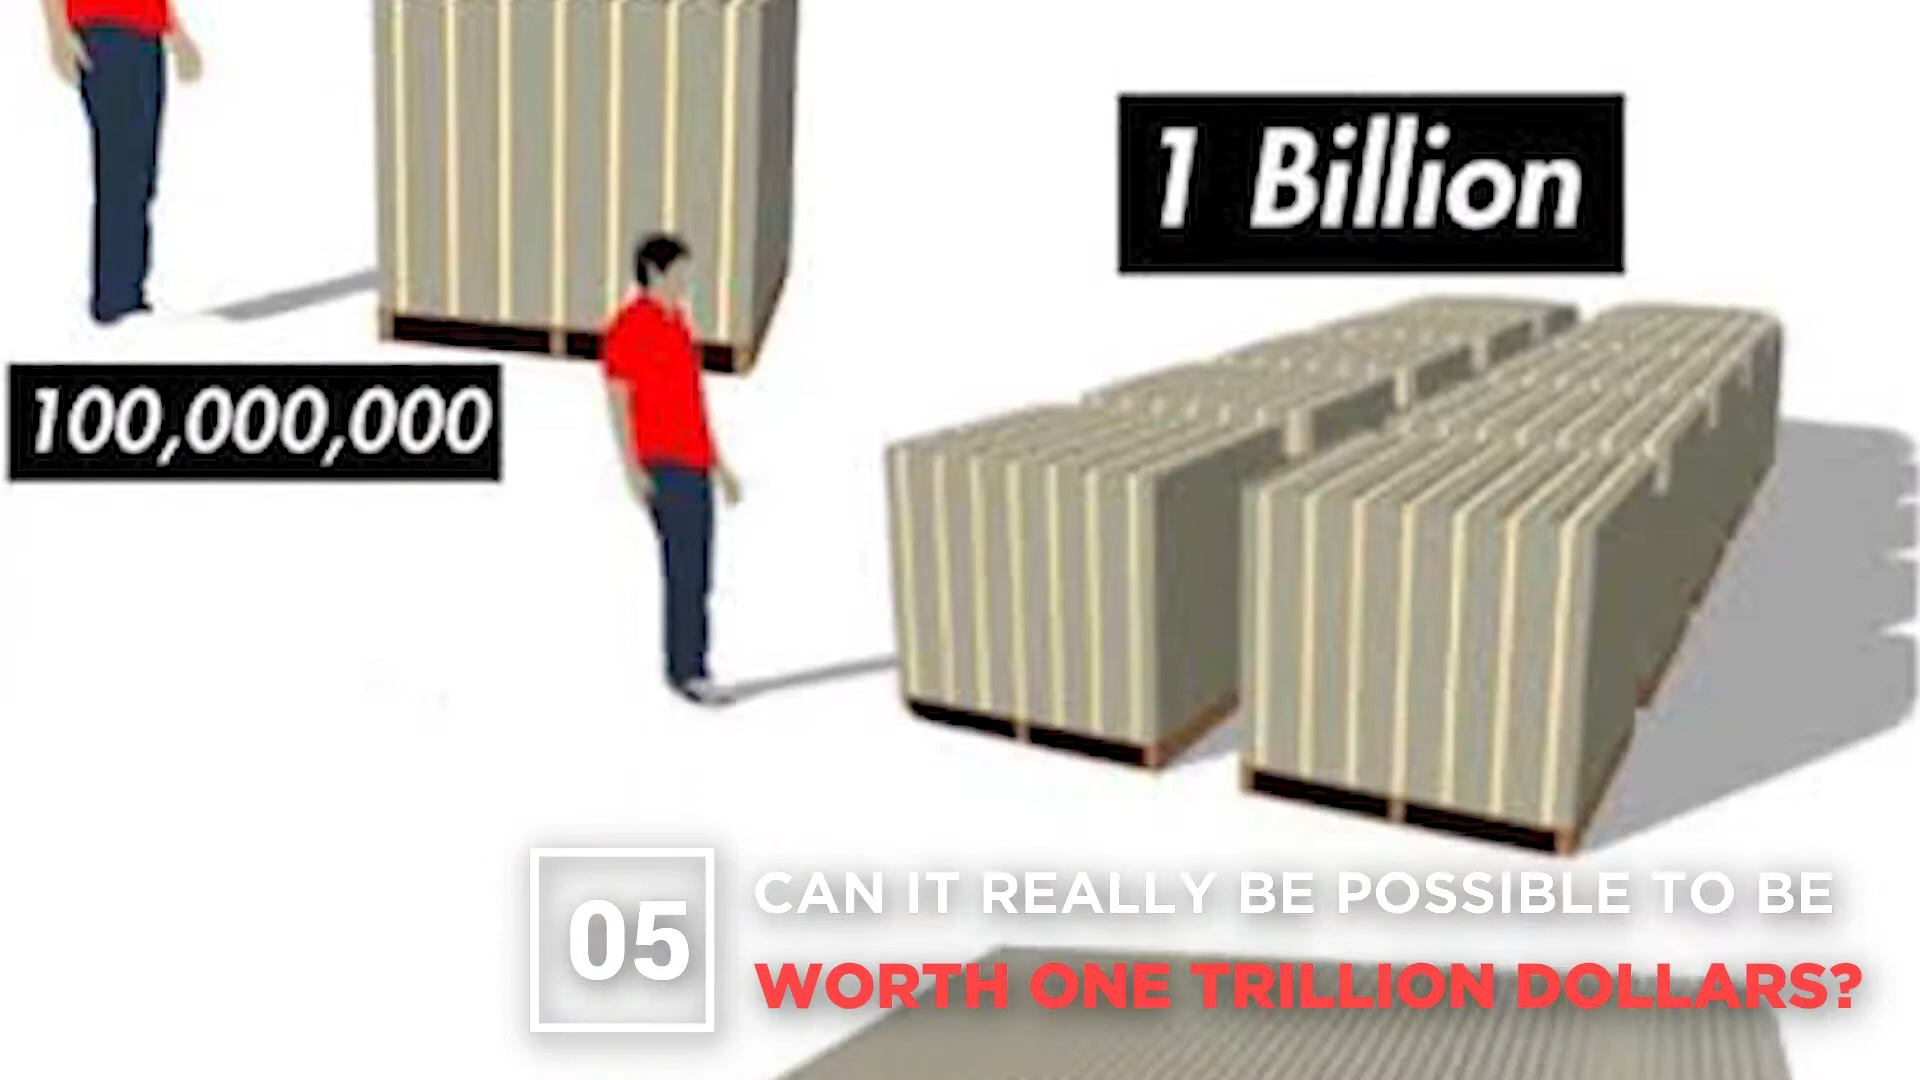 1 Billion
100,000,000
05
CAN IT REALLY BE POSSIBLE TO BE
WORTH ONE TRILLION DOLLARS?